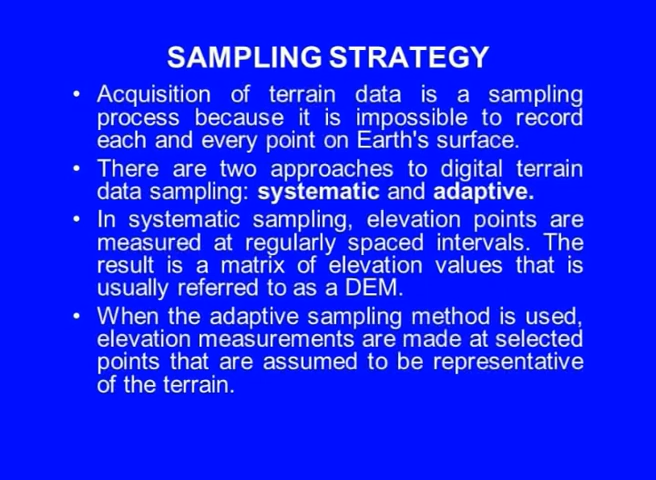 SAMPLING STRATEGY
• Acquisition of terrain data is a sampling
process because it is impossible to record
each and every point on Earth's surface.
• There are two approaches to digital terrain
data sampling: systematic and adaptive.
• In systematic sampling, elevation points are
measured at regularly spaced intervals. The
result is a matrix of elevation values that is
usually referred to as a DEM.
• When the adaptive sampling method is used,
elevation measurements are made at selected
points that are assumed to be representative
of the terrain.